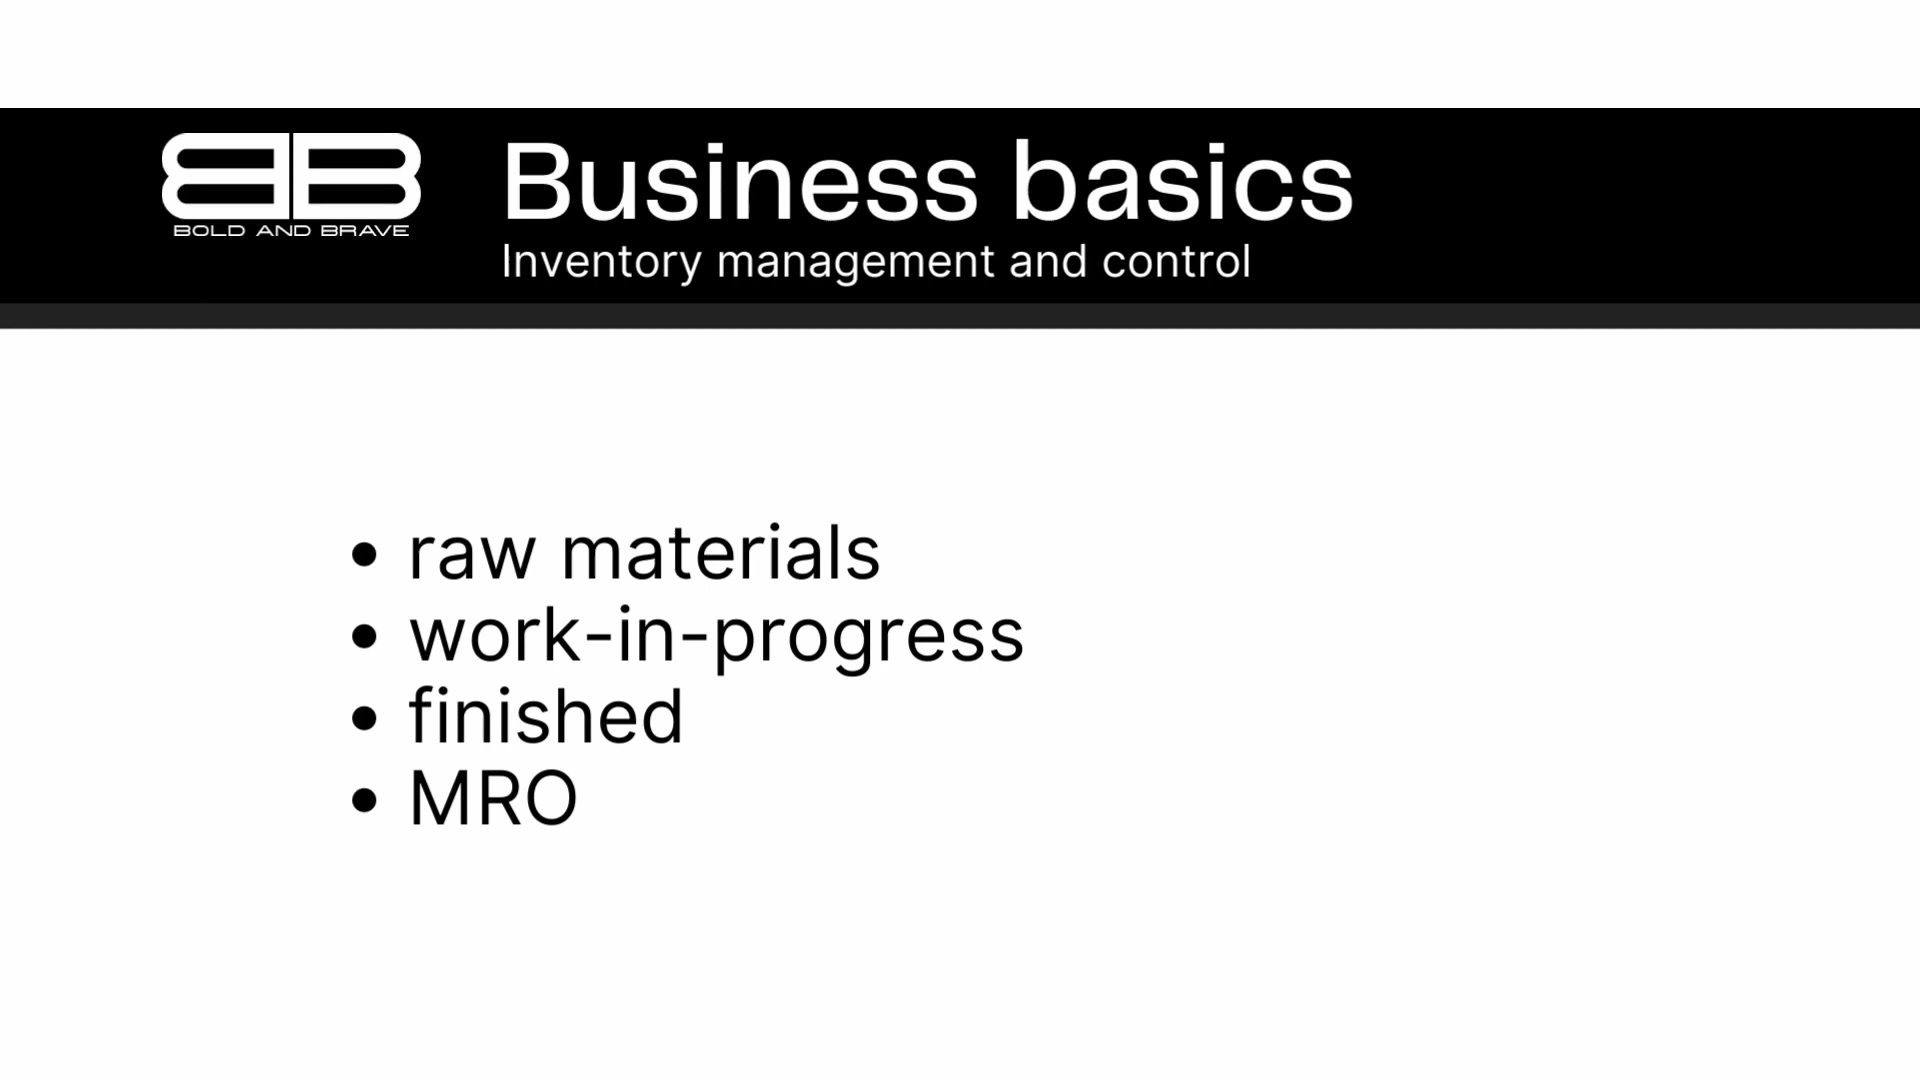 BB
BOLD AND BRAVE
Business basics
Inventory management and control
• raw materials
• work-in-progress
• finished
• MRO